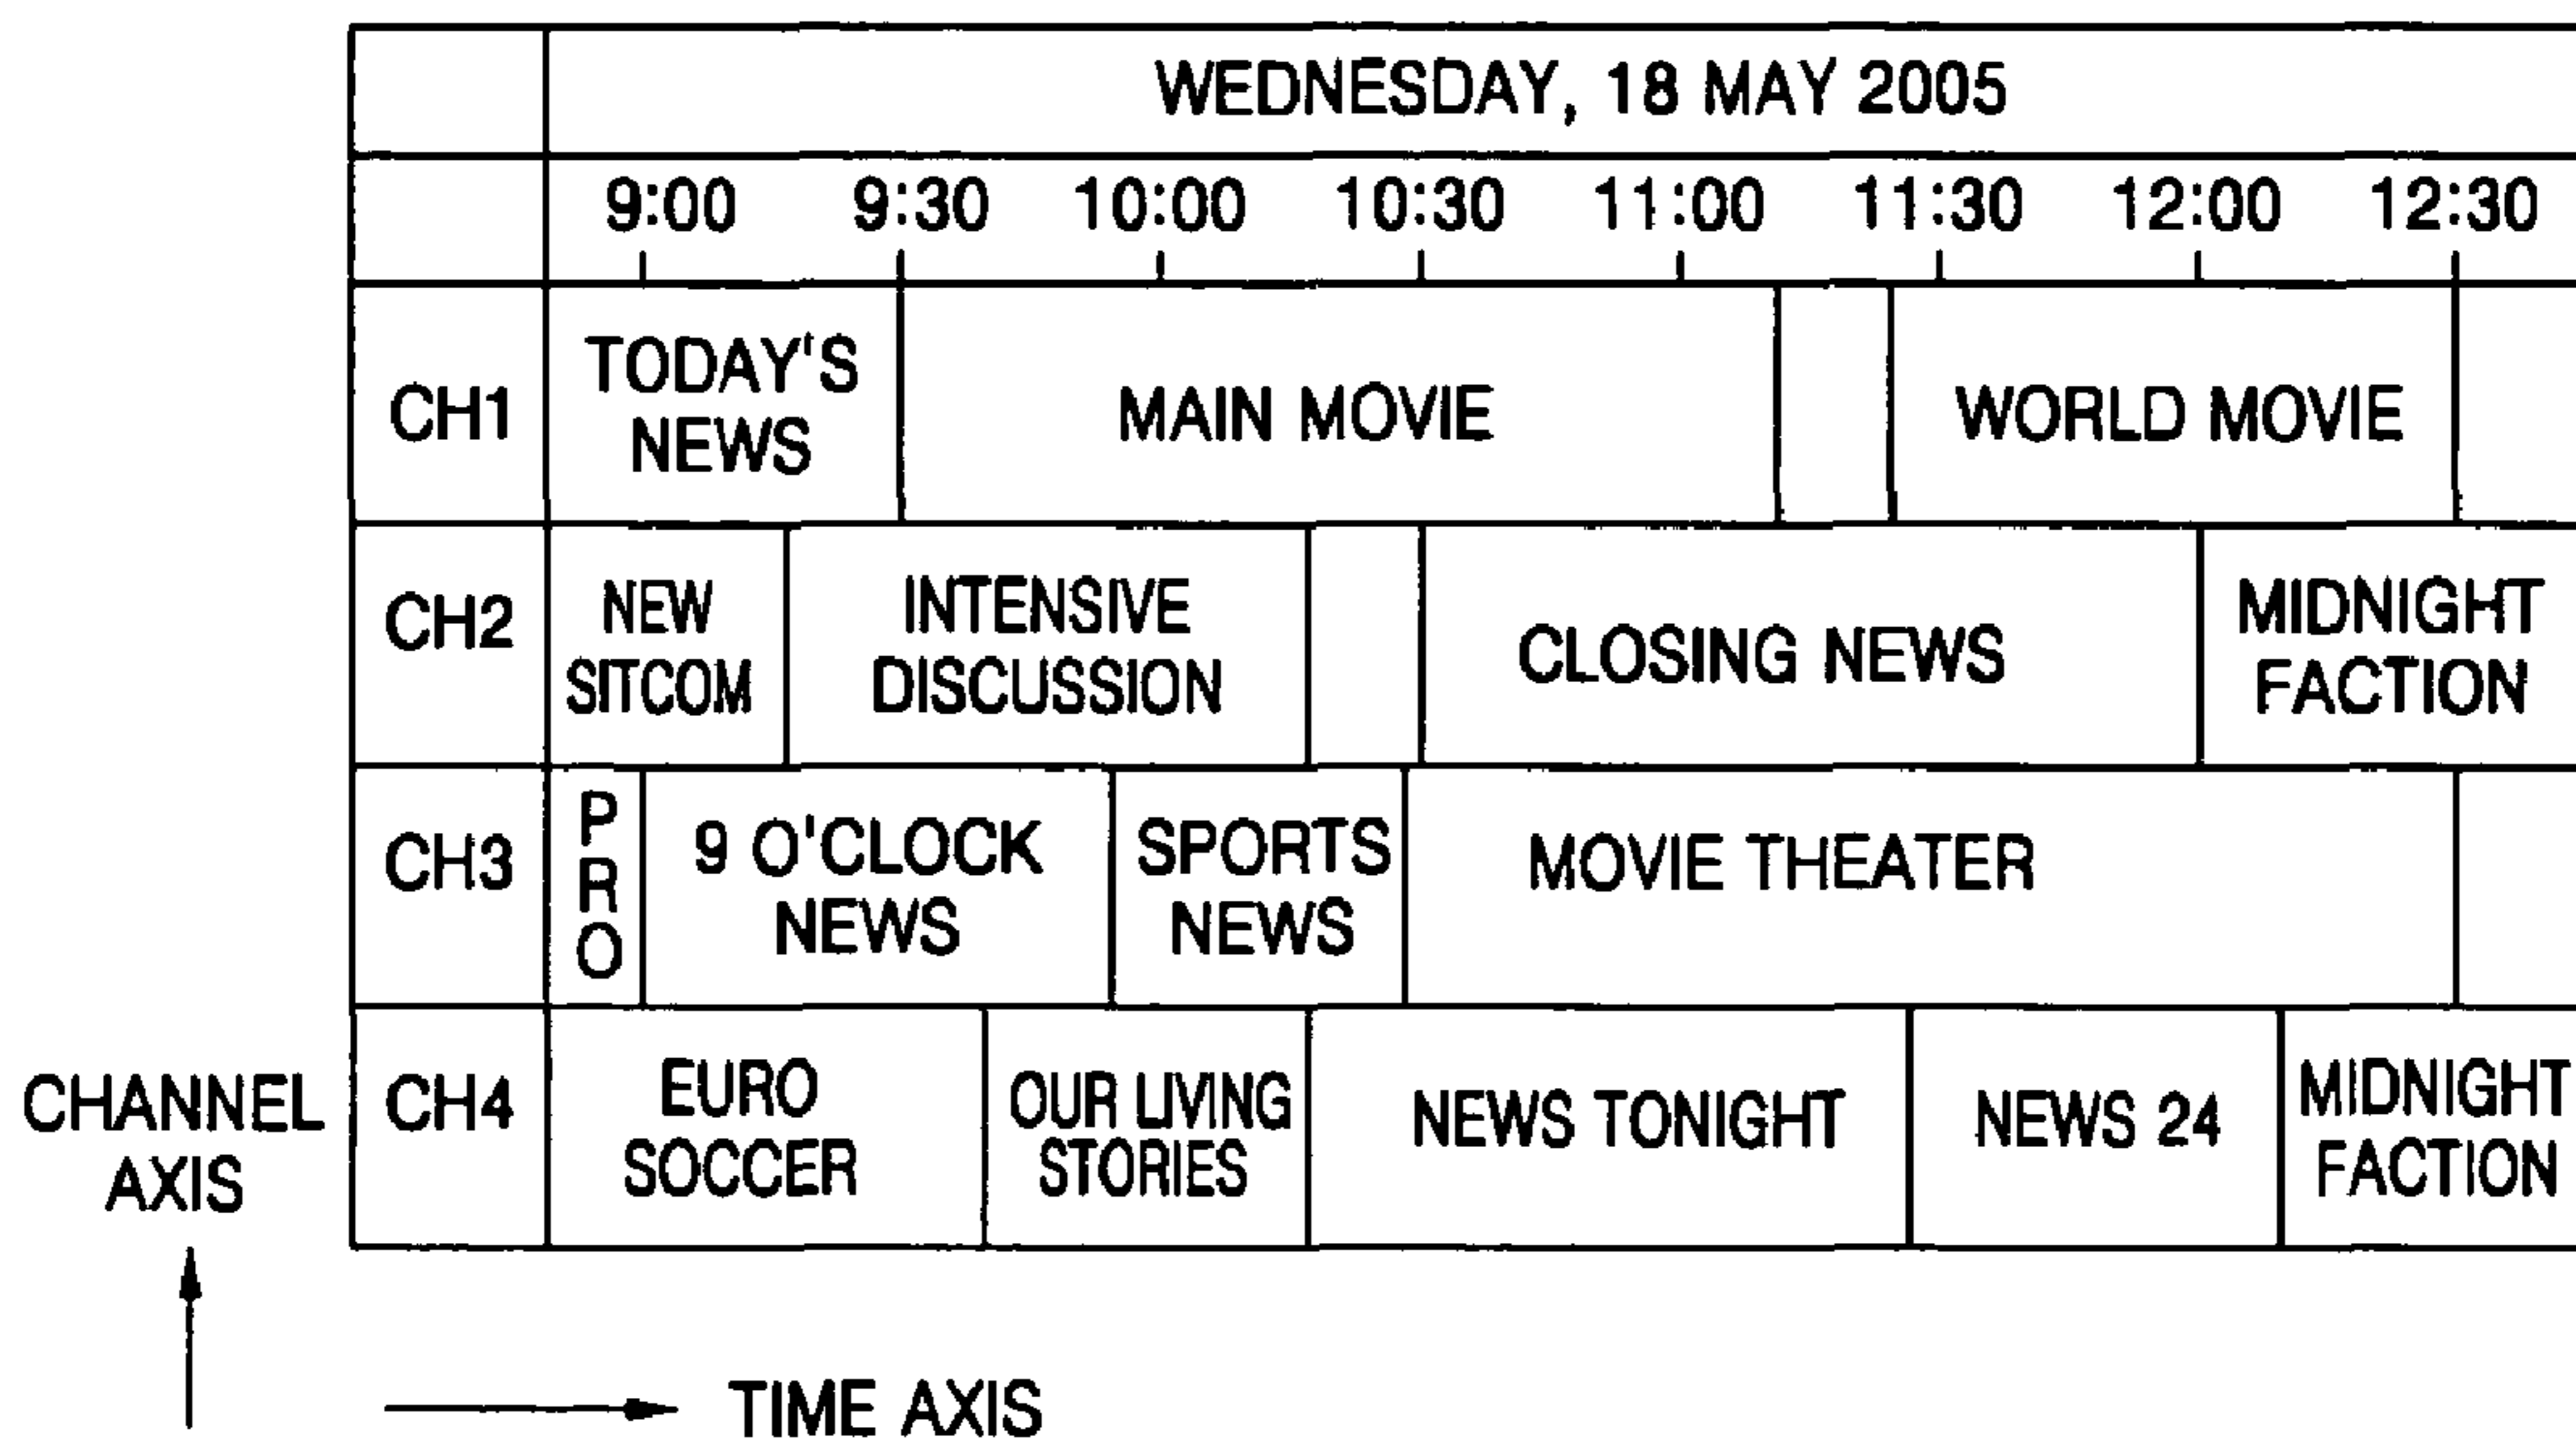 WEDNESDAY, 18 MAY 2005
9:00 9:30 10:00 10:30 11:00 11:30 12:00 12:30
CH1
TODAY'S
NEWS
MAIN MOVIE
WORLD MOVIE
CH2
NEW
SITCOM
INTENSIVE
DISCUSSION
CLOSING NEWS
MIDNIGHT
FACTION
CH3
P
R
O
9 O'CLOCK
NEWS
SPORTS
NEWS
MOVIE THEATER
CH4
EURO
SOCCER
OUR LIVING
STORIES
NEWS TONIGHT
NEWS 24
MIDNIGHT
FACTION
CHANNEL
AXIS
TIME AXIS